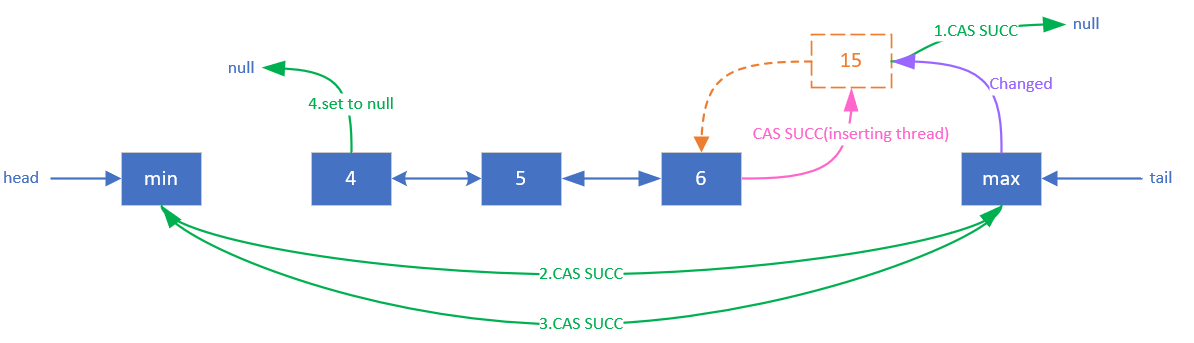 null
1.CAS SUCC
15
null
Changed
4.set to null
CAS SUCC(inserting thread)
head
min
4
5
6
max
tail
2.CAS SUCC
3.CAS SUCC